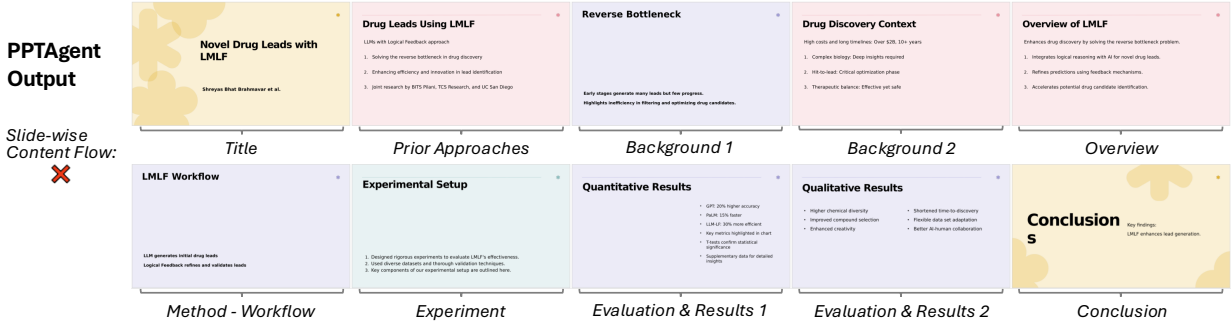 PPTAgent
Output
Slide-wise
Content Flow:
Novel Drug Leads with
LMLF
Shreyas Bhat Brahmavar et al.
Title
Drug Leads Using LMLF
LLMs with Logical Feedback approach
1. Solving the reverse bottleneck in drug discovery
2. Enhancing efficiency and innovation in lead identification
3. Joint research by BITS Pilani, TCS Research, and UC San Diego
Prior Approaches
Reverse Bottleneck
Early stages generate many leads but few progress.
Highlights inefficiency in filtering and optimizing drug candidates.
Background 1
Drug Discovery Context
High costs and long timelines: Over $2B, 10+ years
1. Complex biology: Deep insights required
2. Hit-to-lead: Critical optimization phase
3. Therapeutic balance: Effective yet safe
Background 2
Overview of LMLF
Enhances drug discovery by solving the reverse bottleneck problem.
1. Integrates logical reasoning with AI for novel drug leads.
2. Refines predictions using feedback mechanisms.
3. Accelerates potential drug candidate identification.
Overview
LMLF Workflow
LLM generates initial drug leads
Logical Feedback refines and validates leads
Method - Workflow
Experimental Setup
1. Designed rigorous experiments to evaluate LMLF's effectiveness.
2. Used diverse datasets and thorough validation techniques.
3. Key components of our experimental setup are outlined here.
Experiment
Quantitative Results
• GPT: 20% higher accuracy
• PaLM: 15% faster
• LLM-LF: 30% more efficient
• Key metrics highlighted in chart
• T-tests confirm statistical
significance
• Supplementary data for detailed
insights
Evaluation & Results 1
Qualitative Results
• Higher chemical diversity
• Improved compound selection
• Enhanced creativity
• Shortened time-to-discovery
• Flexible data set adaptation
• Better AI-human collaboration
Evaluation & Results 2
Conclusion
s
Key findings:
LMLF enhances lead generation.
Conclusion